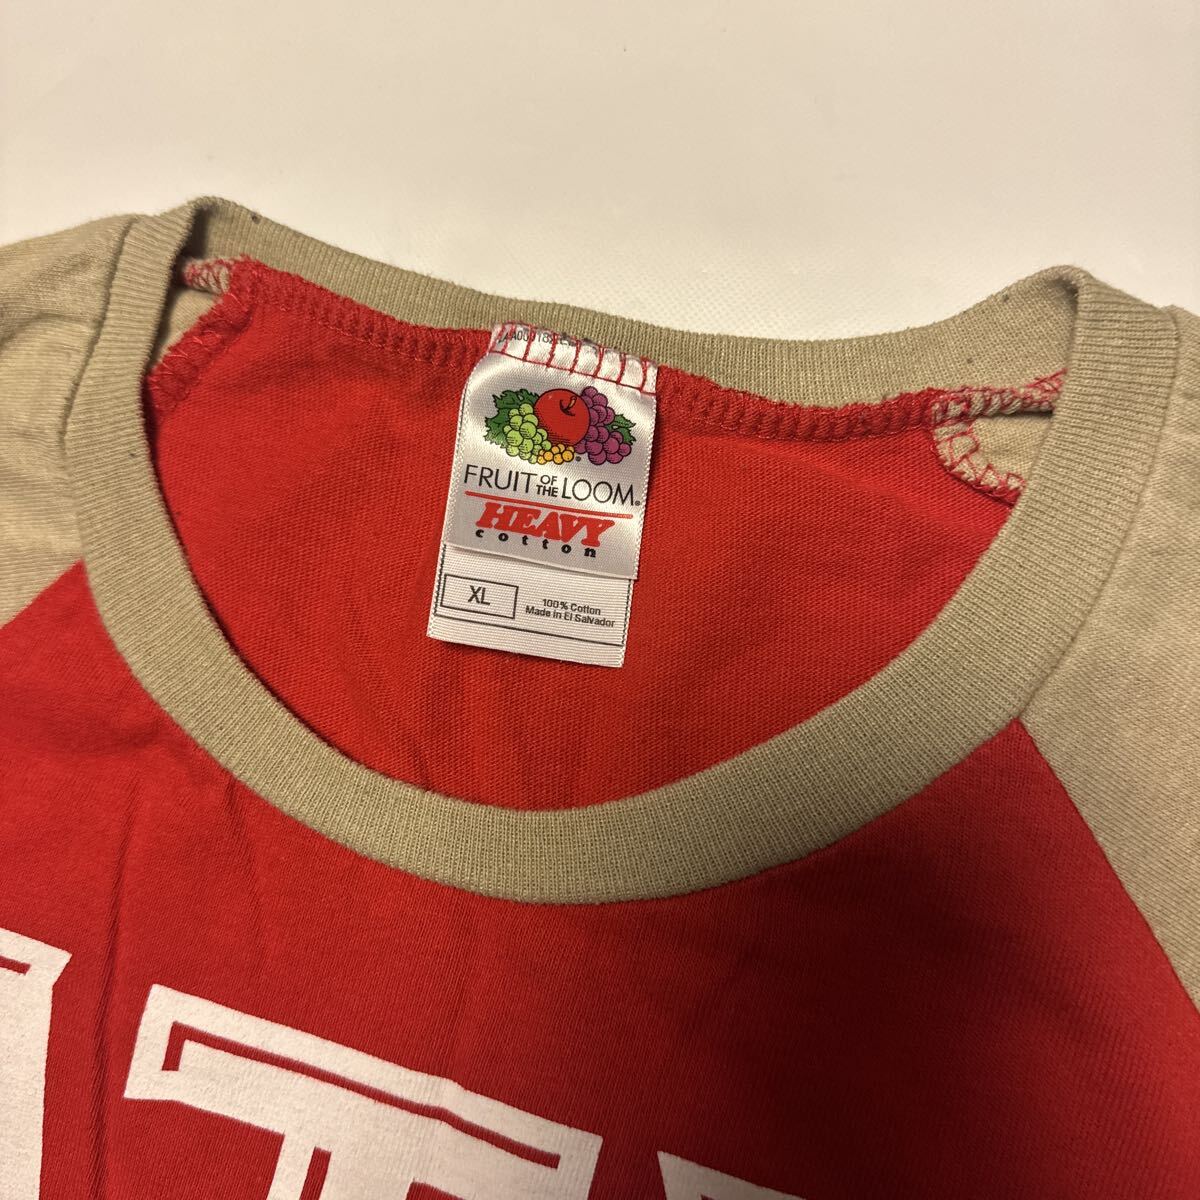 FRUIT OF THE LOOM®
HEAVY
cotton
XL
100% Cotton
Made in El Salvador
T